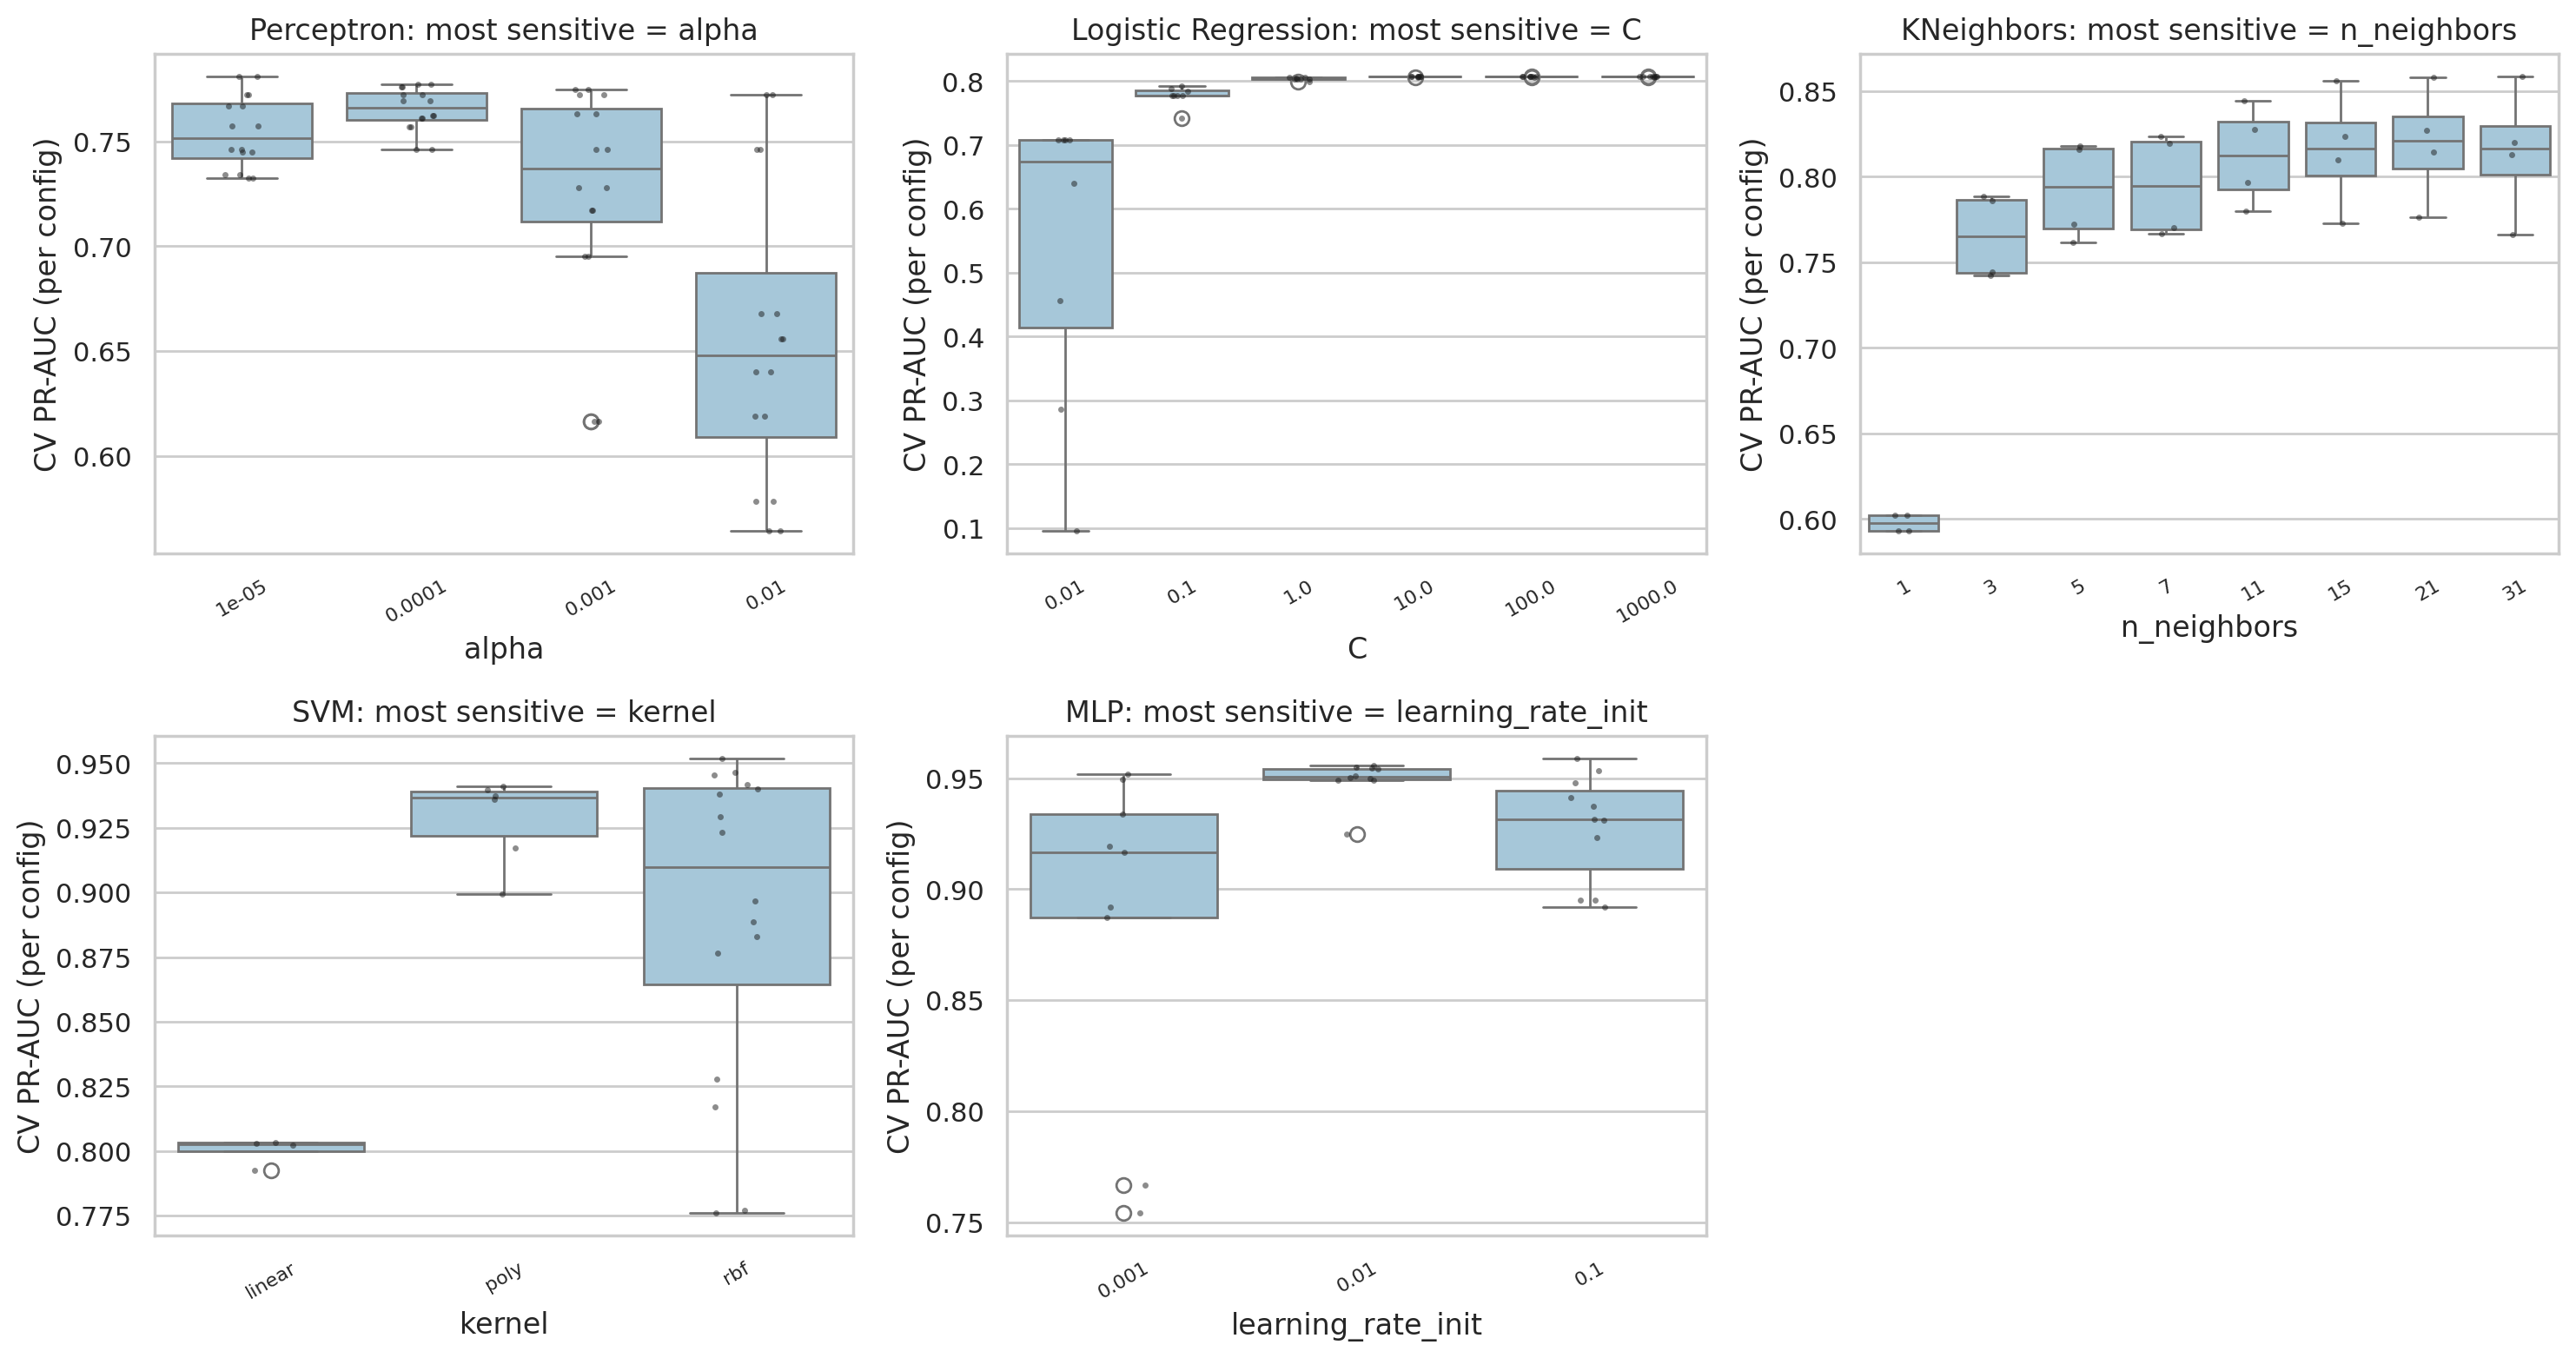 Perceptron: most sensitive = alpha
CV PR-AUC (per config)
0.75
0.70
0.65
0.60
1e-05
0.0001
0.001
0.01
alpha
Logistic Regression: most sensitive = C
CV PR-AUC (per config)
0.8
0.7
0.6
0.5
0.4
0.3
0.2
0.1
0.01
0.1
1.0
10.0
100.0
1000.0
C
KNeighbors: most sensitive = n_neighbors
CV PR-AUC (per config)
0.85
0.80
0.75
0.70
0.65
0.60
1
3
5
7
11
15
21
31
n_neighbors
SVM: most sensitive = kernel
CV PR-AUC (per config)
0.950
0.925
0.900
0.875
0.850
0.825
0.800
0.775
linear
poly
rbf
kernel
MLP: most sensitive = learning_rate_init
CV PR-AUC (per config)
0.95
0.90
0.85
0.80
0.75
0.001
0.01
0.1
learning_rate_init